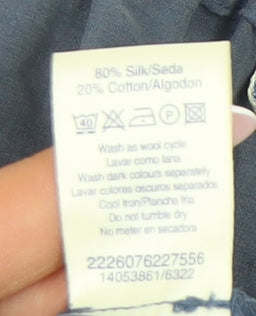 80% Silk/Seda
20% Cotton/Algodon
40 P
Wash as wool cycle
Lavar como lana
Wash dark colours separately
Lavar colores oscuros separados
Cool Iron/Plancha fria
Do not tumble dry
No meter en secadora
2226076227556
14053861/6322